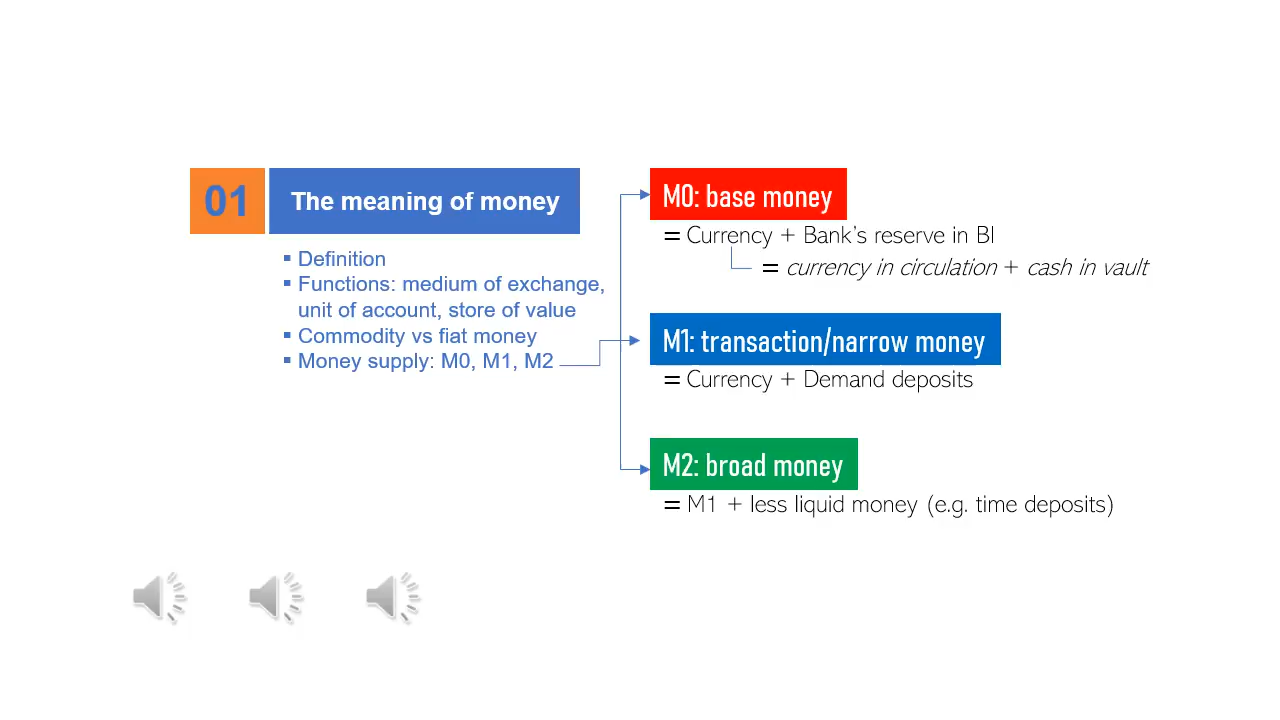 01
The meaning of money
▪ Definition
▪ Functions: medium of exchange,
unit of account, store of value
▪ Commodity vs fiat money
▪ Money supply: M0, M1, M2
M0: base money
= Currency + Bank's reserve in BI
= currency in circulation + cash in vault
M1: transaction/narrow money
= Currency + Demand deposits
M2: broad money
= M1 + less liquid money (e.g. time deposits)